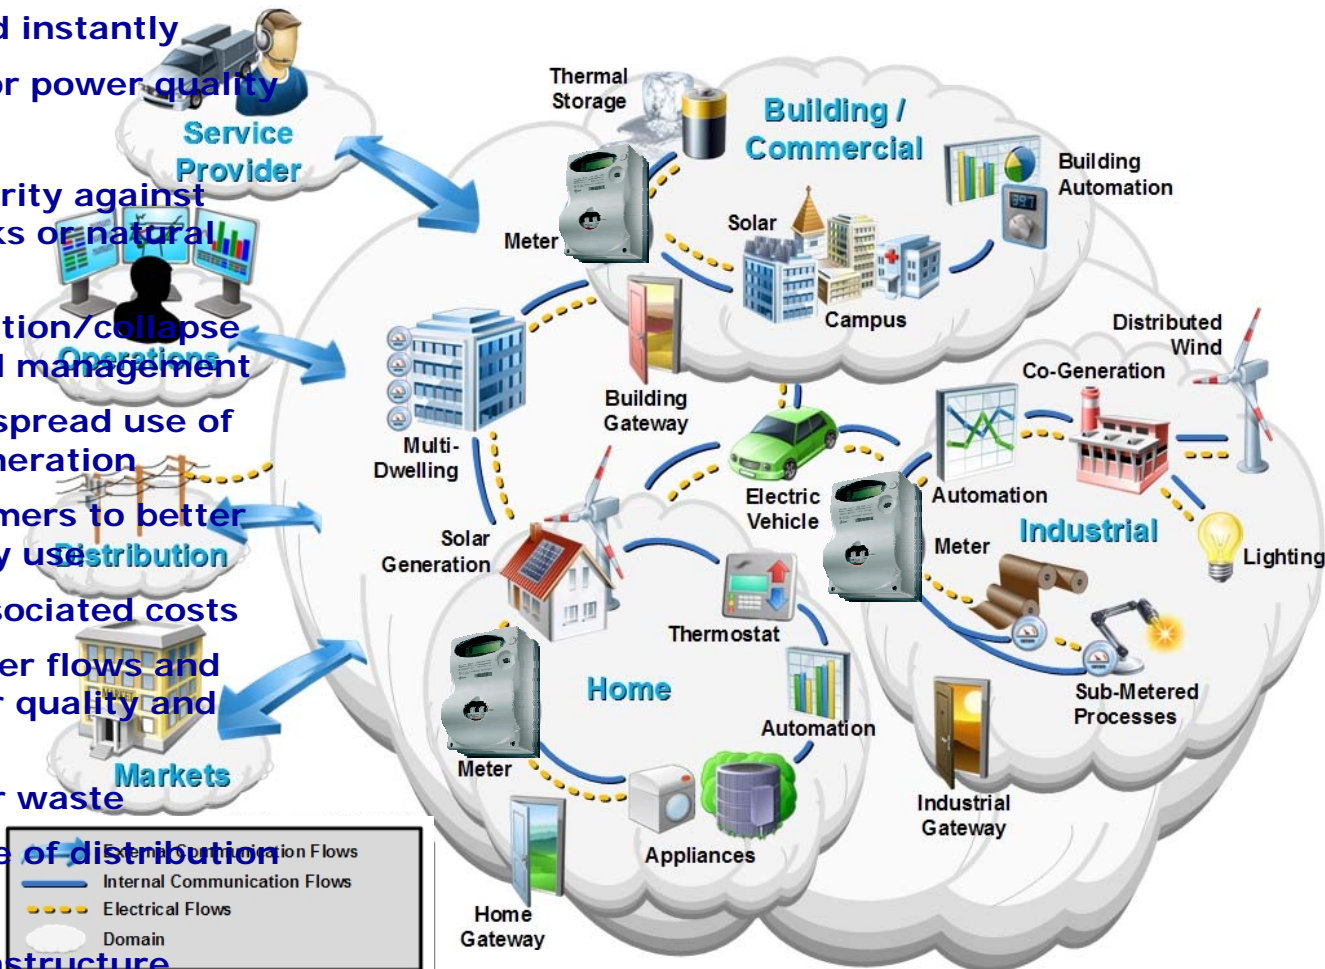 d instantly
or power quality
rity against
ks or natural
tion/collapse
d management
spread use of
neration
mers to better
y use
sociated costs
er flows and
r quality and
r waste
e of distribution
structure
Service
Provider
Operations
Distribution
Markets
External Communication Flows
Internal Communication Flows
Electrical Flows
Domain
Thermal
Storage
Building /
Commercial
Building
Automation
Meter
Solar
Campus
Building
Gateway
Multi-
Dwelling
Electric
Vehicle
Distributed
Wind
Co-Generation
Automation
Meter
Industrial
Lighting
Sub-Metered
Processes
Industrial
Gateway
Solar
Generation
Thermostat
Home
Automation
Meter
Appliances
Home
Gateway